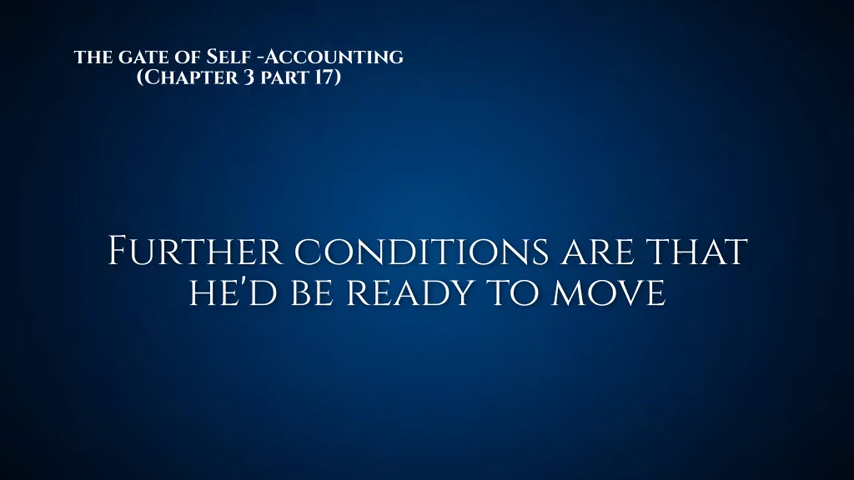 THE GATE OF SELF -ACCOUNTING
(CHAPTER 3 PART 17)
FURTHER CONDITIONS ARE THAT
HE'D BE READY TO MOVE